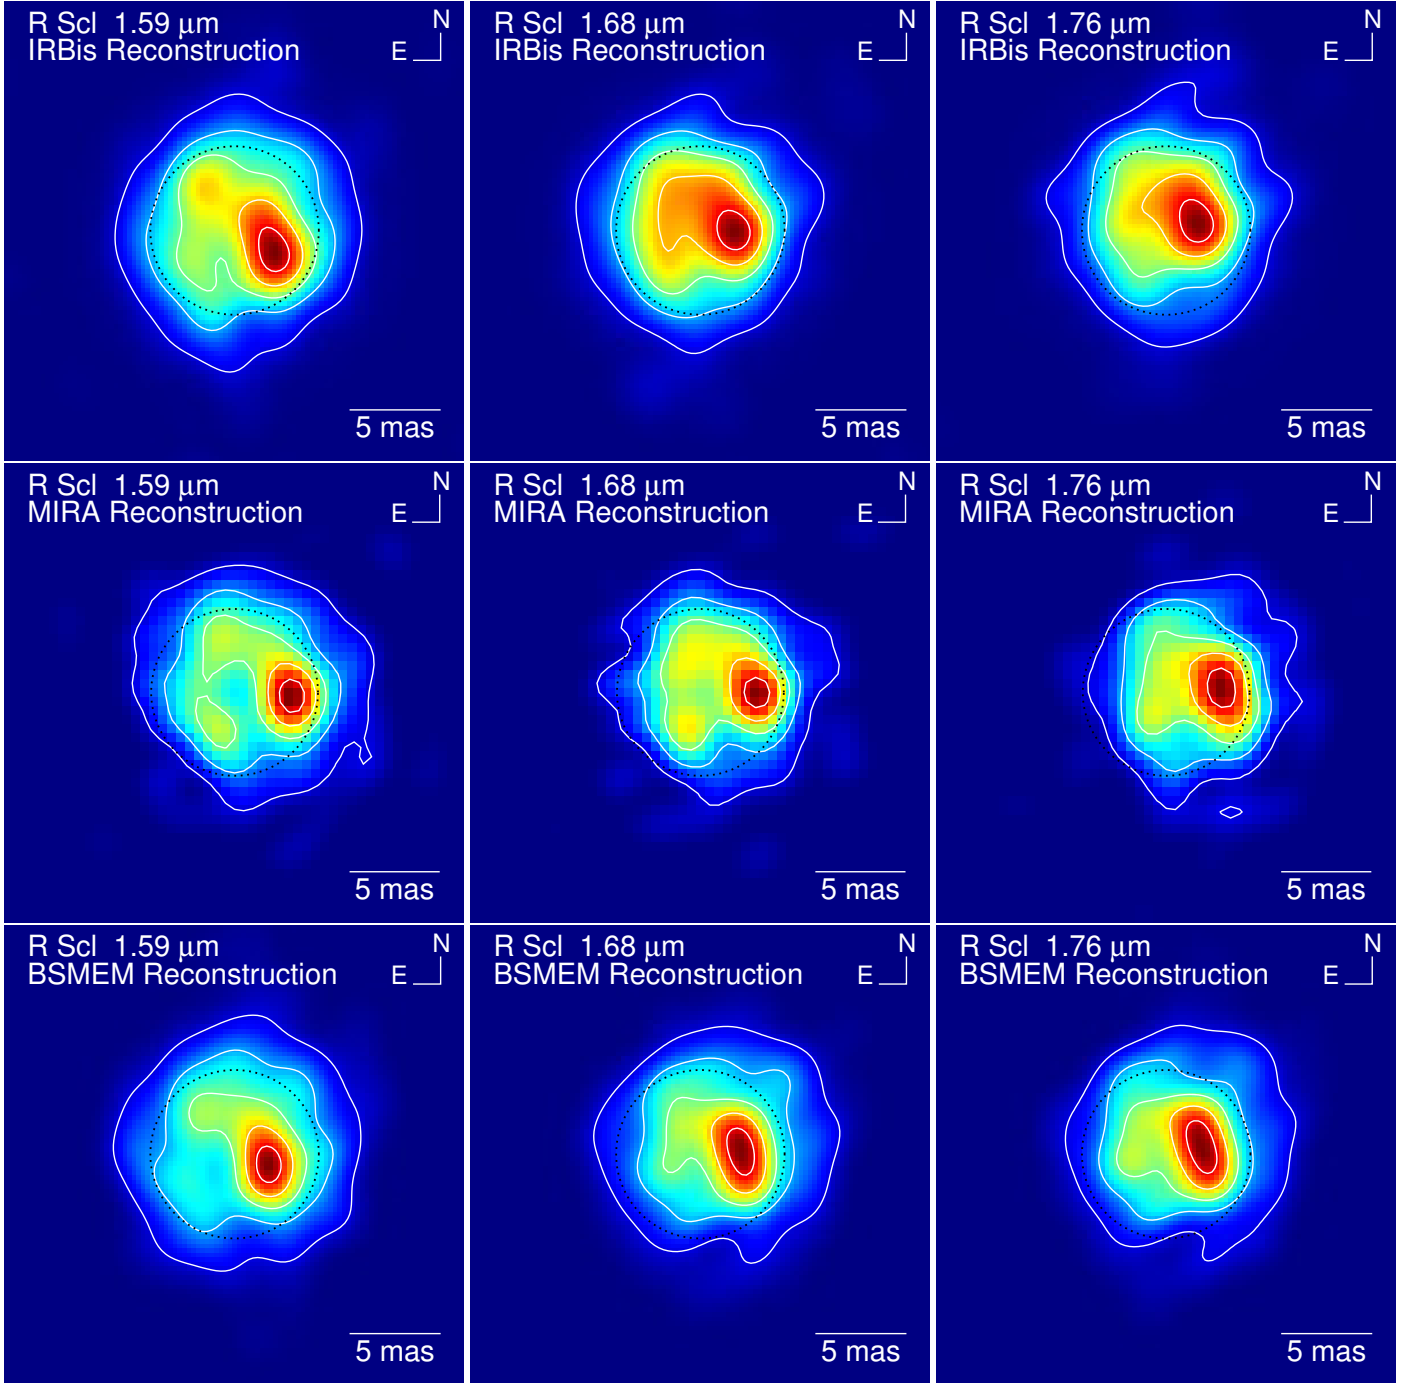 R Scl 1.59 μm
IRBis Reconstruction
N
E
5 mas
R Scl 1.68 μm
IRBis Reconstruction
N
E
5 mas
R Scl 1.76 μm
IRBis Reconstruction
N
E
5 mas
R Scl 1.59 μm
MIRA Reconstruction
N
E
5 mas
R Scl 1.68 μm
MIRA Reconstruction
N
E
5 mas
R Scl 1.76 μm
MIRA Reconstruction
N
E
5 mas
R Scl 1.59 μm
BSMEM Reconstruction
N
E
5 mas
R Scl 1.68 μm
BSMEM Reconstruction
N
E
5 mas
R Scl 1.76 μm
BSMEM Reconstruction
N
E
5 mas